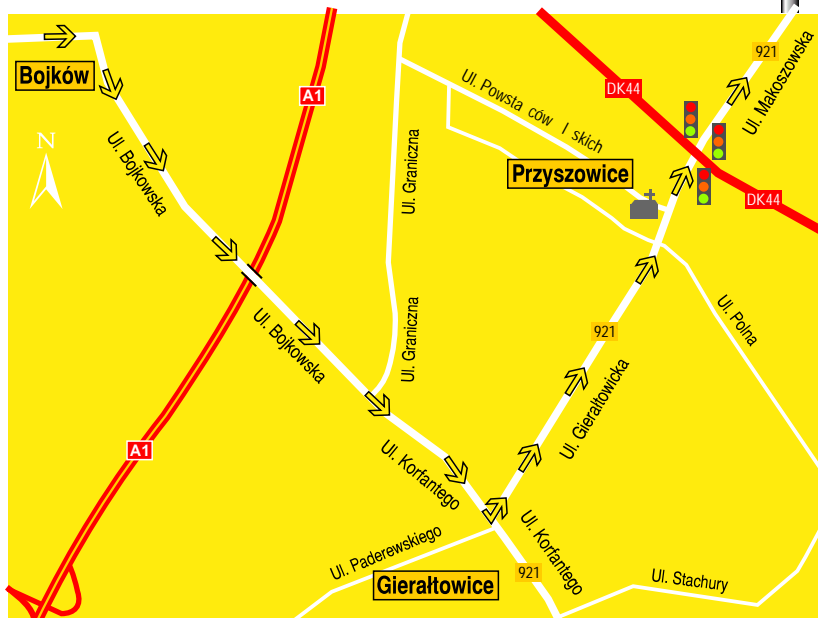 921
Ul. Makoszowska
Bojków
A1
DK44
Ul. Powsta ców I skich
N
Ul. Bojkowska
Ul. Graniczna
Przyszowice
DK44
Ul. Bojkowska
Ul. Graniczna
921
Ul. Polna
Ul. Gierałtowicka
A1
Ul. Korfantego
Ul. Paderewskiego
Ul. Korfantego
921
Gierałtowice
Ul. Stachury